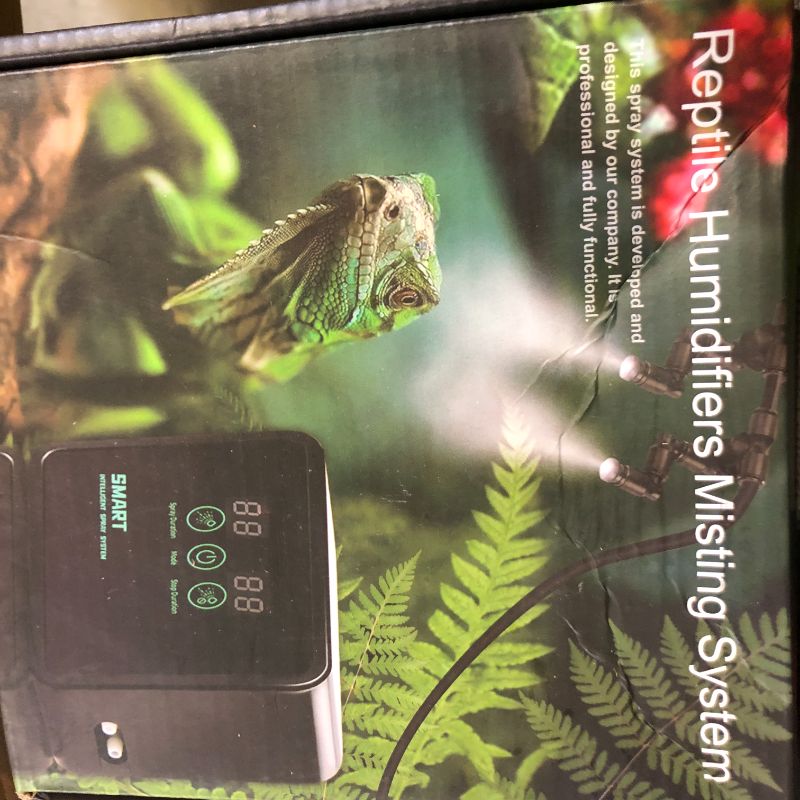 Reptile Humidifiers Misting System
This spray system is developed and
designed by our company. It is
professional and fully functional.
88 88
Spray Duration Mode Stop Duration
SMART
INTELLIGENT SPRAY SYSTEM